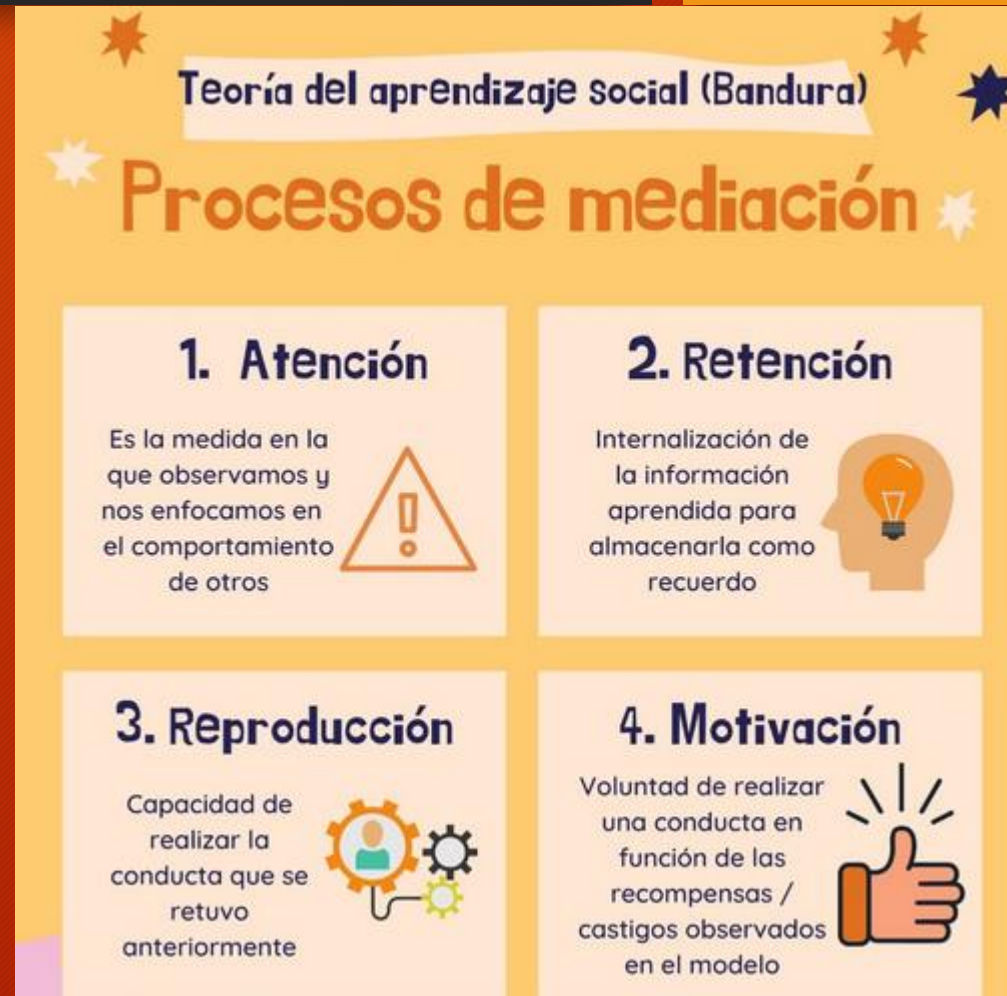 Teoría del aprendizaje social (Bandura)
Procesos de mediación
1. Atención
Es la medida en la
que observamos y
nos enfocamos en
el comportamiento
de otros
2. Retención
Internalización de
la información
aprendida para
almacenarla como
recuerdo
3. Reproducción
Capacidad de
realizar la
conducta que se
retuvo
anteriormente
4. Motivación
Voluntad de realizar
una conducta en
función de las
recompensas /
castigos observados
en el modelo